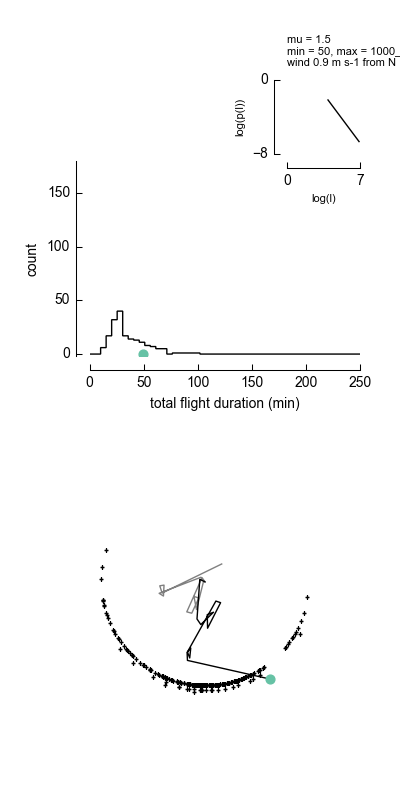 mu = 1.5
min = 50, max = 1000_
wind 0.9 m s-1 from N
0
log(p(l))
−8
0 7
log(l)
150
100
50
0
count
0 50 100 150 200 250
total flight duration (min)